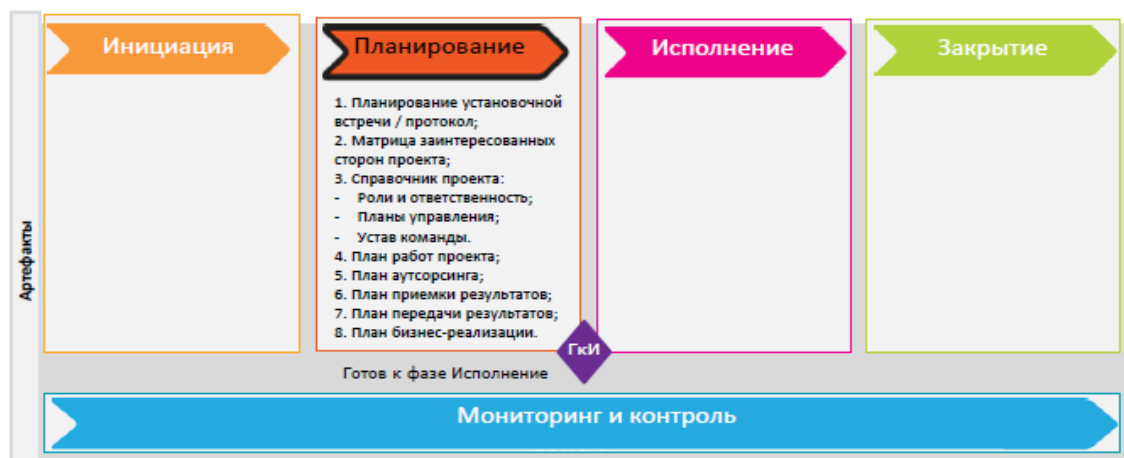 Инициация
Планирование
Исполнение
Закрытие
1. Планирование установочной
встречи / протокол;
2. Матрица заинтересованных
сторон проекта;
3. Справочник проекта:
- Роли и ответственность;
- Планы управления;
- Устав команды.
4. План работ проекта;
5. План аутсорсинга;
6. План приемки результатов;
7. План передачи результатов;
8. План бизнес-реализации.
Артефакты
ГкИ
Готов к фазе Исполнение
Мониторинг и контроль